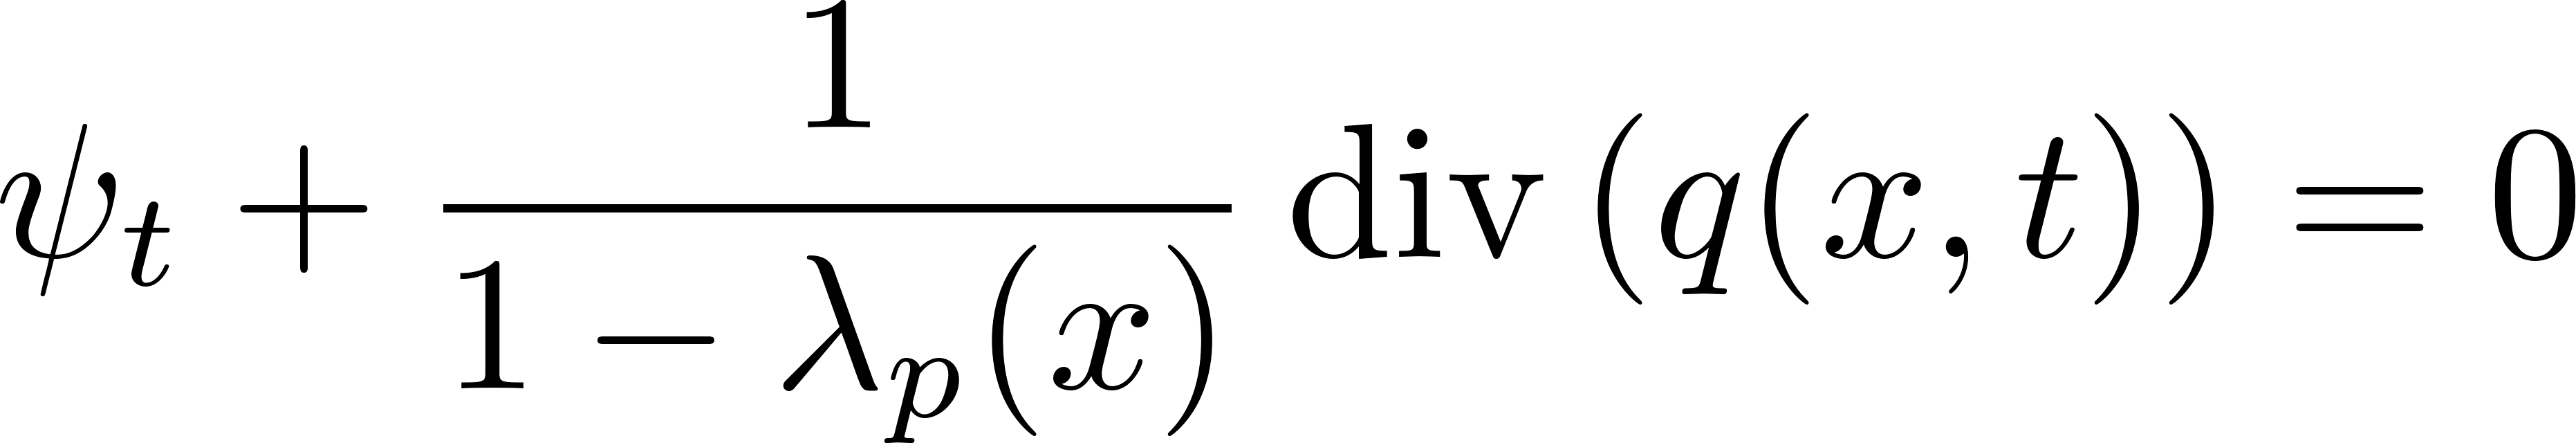 ψ_t + \frac{1}{1 − λ_p(x)} div (q(x, t)) = 0